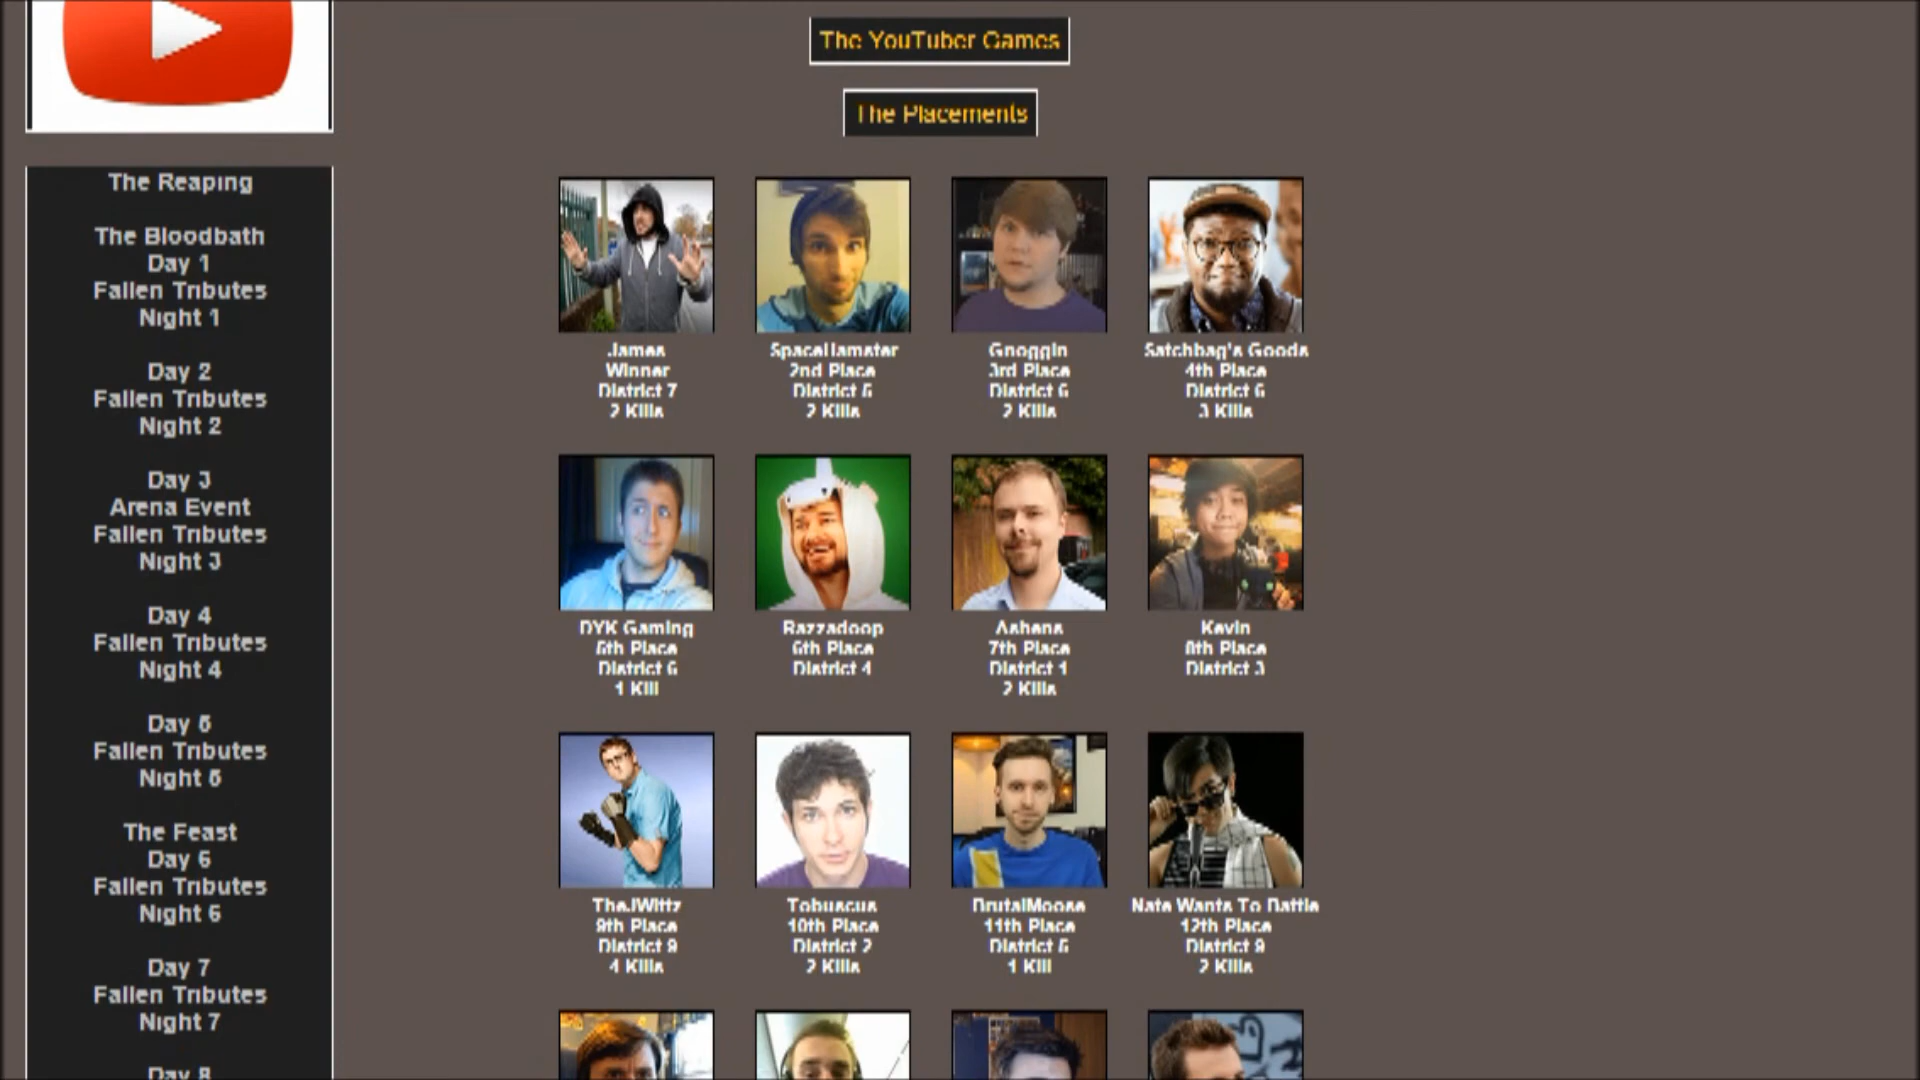 The YouTuber Games
The Placements
The Reaping
The Bloodbath
Day 1
Fallen Tributes
Night 1
Day 2
Fallen Tributes
Night 2
Day 3
Arena Event
Fallen Tributes
Night 3
Day 4
Fallen Tributes
Night 4
Day 5
Fallen Tributes
Night 5
The Feast
Day 6
Fallen Tributes
Night 6
Day 7
Fallen Tributes
Night 7
Day 8
James
Winner
District 7
2 Kills
SpaceHamster
2nd Place
District 5
2 Kills
Gnoggin
3rd Place
District 6
2 Kills
Satchbag's Goods
4th Place
District 6
3 Kills
DYK Gaming
5th Place
District 6
1 Kill
Razzadoop
6th Place
District 4
Ashens
7th Place
District 1
2 Kills
Kevin
8th Place
District 3
TheJWittz
9th Place
District 9
4 Kills
Tobuscus
10th Place
District 2
2 Kills
BrutalMoose
11th Place
District 5
1 Kill
Nate Wants To Battle
12th Place
District 9
2 Kills